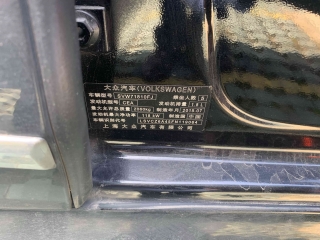 大众汽车(VOLKSWAGEN)
车辆型号 SVW71810FJ 乘坐人数 5
发动机型号 CEA 发动机排量 1.8 L
最大允许总质量 kg 制造年月 2015.07
发动机最大净功率 118 kW 制造国 中国
上海大众汽车有限公司